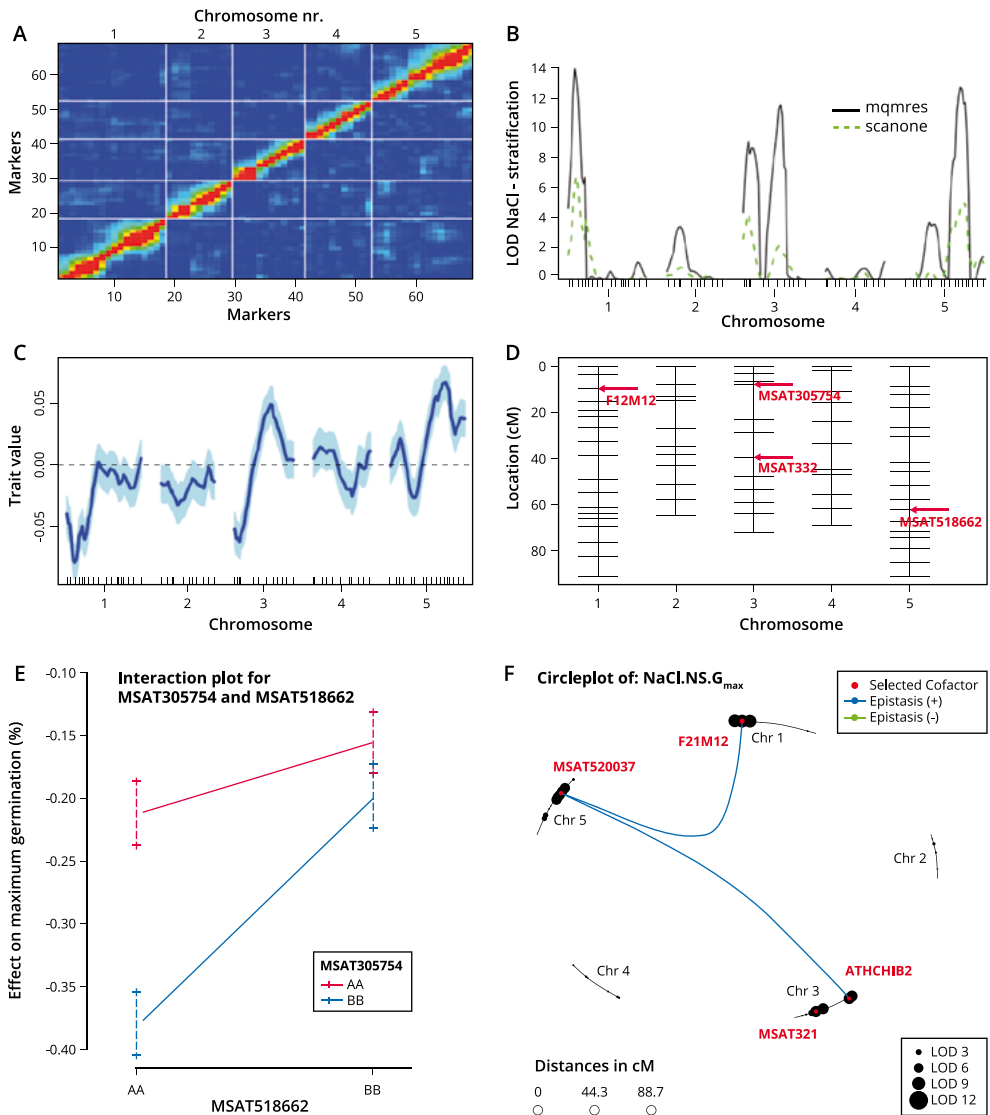 A
Chromosome nr.
1 2 3 4 5
Markers
60
50
40
30
20
10
10 20 30 40 50 60
Markers
B
LOD NaCl - stratification
14
12
10
8
6
4
2
0
mqmres
scanone
1 2 3 4 5
Chromosome
C
Trait value
0.05
0.00
-0.05
1 2 3 4 5
Chromosome
D
Location (cM)
0
20
40
60
80
F12M12
MSAT305754
MSAT332
MSAT518662
1 2 3 4 5
Chromosome
E
Interaction plot for
MSAT305754 and MSAT518662
Effect on maximum germination (%)
-0.10
-0.15
-0.20
-0.25
-0.30
-0.35
-0.40
MSAT305754
AA
BB
AA BB
MSAT518662
F
Circleplot of: NaCl.NS.Gmax
Selected Cofactor
Epistasis (+)
Epistasis (-)
F21M12
Chr 1
MSAT520037
Chr 5
Chr 2
Chr 4
ATHCHIB2
Chr 3
MSAT321
Distances in cM
0 44.3 88.7
LOD 3
LOD 6
LOD 9
LOD 12